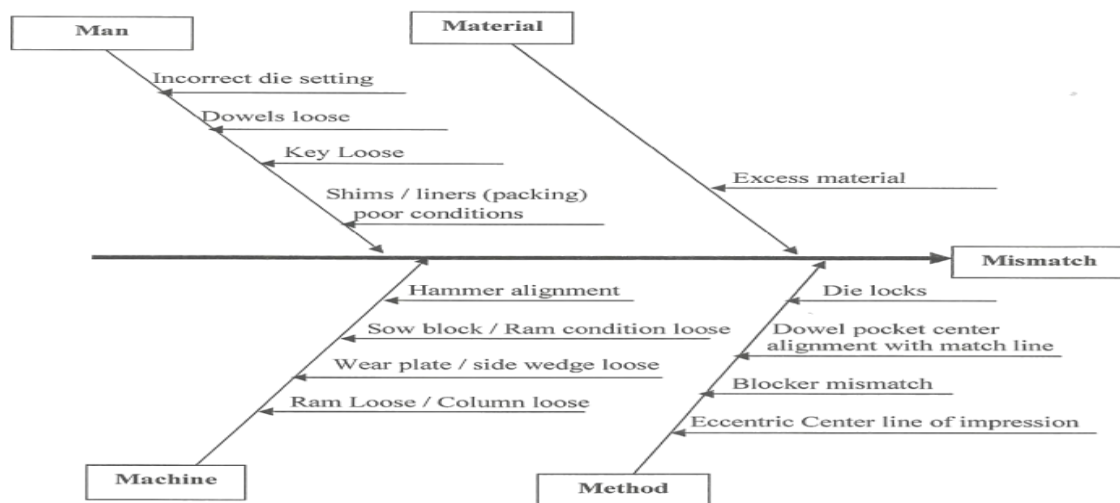 Man
Material
Incorrect die setting
Dowels loose
Key Loose
Shims / liners (packing)
poor conditions
Excess material
Mismatch
Hammer alignment
Sow block / Ram condition loose
Wear plate / side wedge loose
Ram Loose / Column loose
Die locks
Dowel pocket center
alignment with match line
Blocker mismatch
Eccentric Center line of impression
Machine
Method